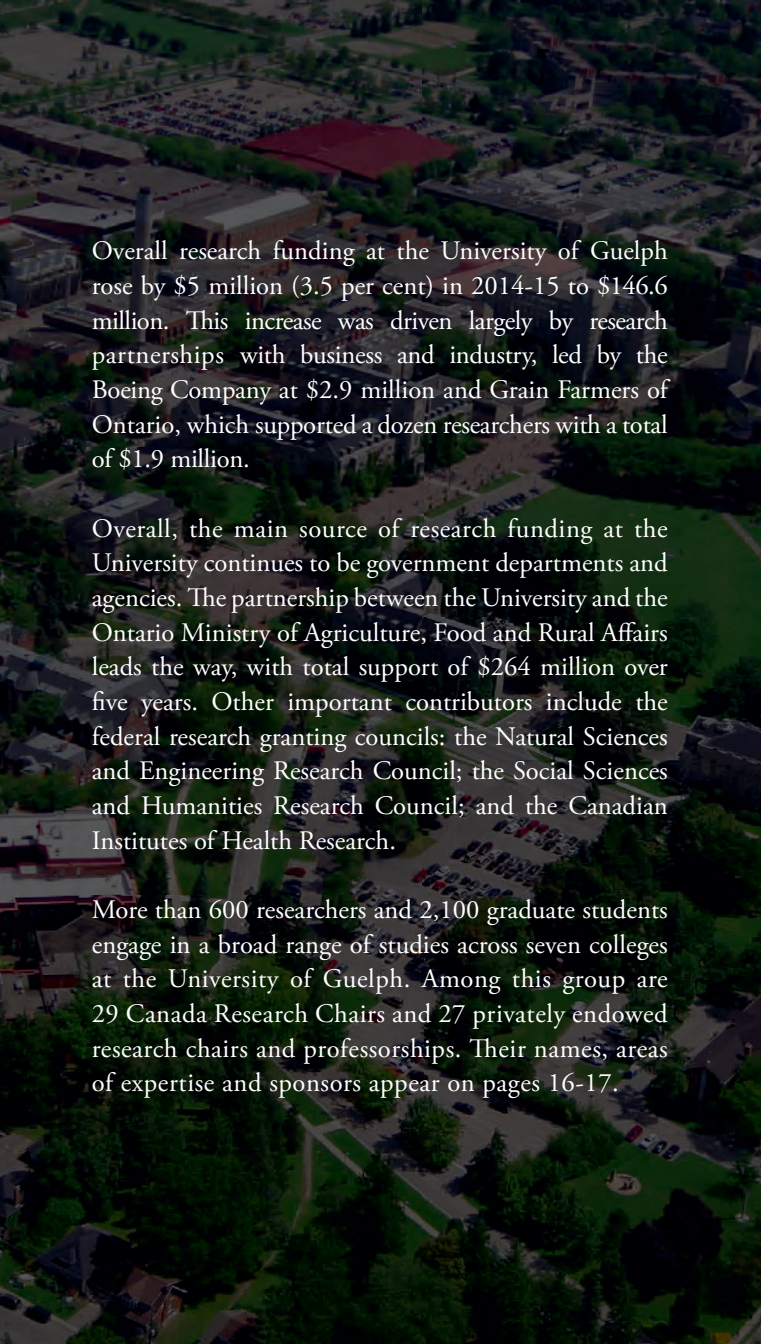 Overall research funding at the University of Guelph
rose by $5 million (3.5 per cent) in 2014-15 to $146.6
million. This increase was driven largely by research
partnerships with business and industry, led by the
Boeing Company at $2.9 million and Grain Farmers of
Ontario, which supported a dozen researchers with a total
of $1.9 million.
Overall, the main source of research funding at the
University continues to be government departments and
agencies. The partnership between the University and the
Ontario Ministry of Agriculture, Food and Rural Affairs
leads the way, with total support of $264 million over
five years. Other important contributors include the
federal research granting councils: the Natural Sciences
and Engineering Research Council; the Social Sciences
and Humanities Research Council; and the Canadian
Institutes of Health Research.
More than 600 researchers and 2,100 graduate students
engage in a broad range of studies across seven colleges
at the University of Guelph. Among this group are
29 Canada Research Chairs and 27 privately endowed
research chairs and professorships. Their names, areas
of expertise and sponsors appear on pages 16-17.